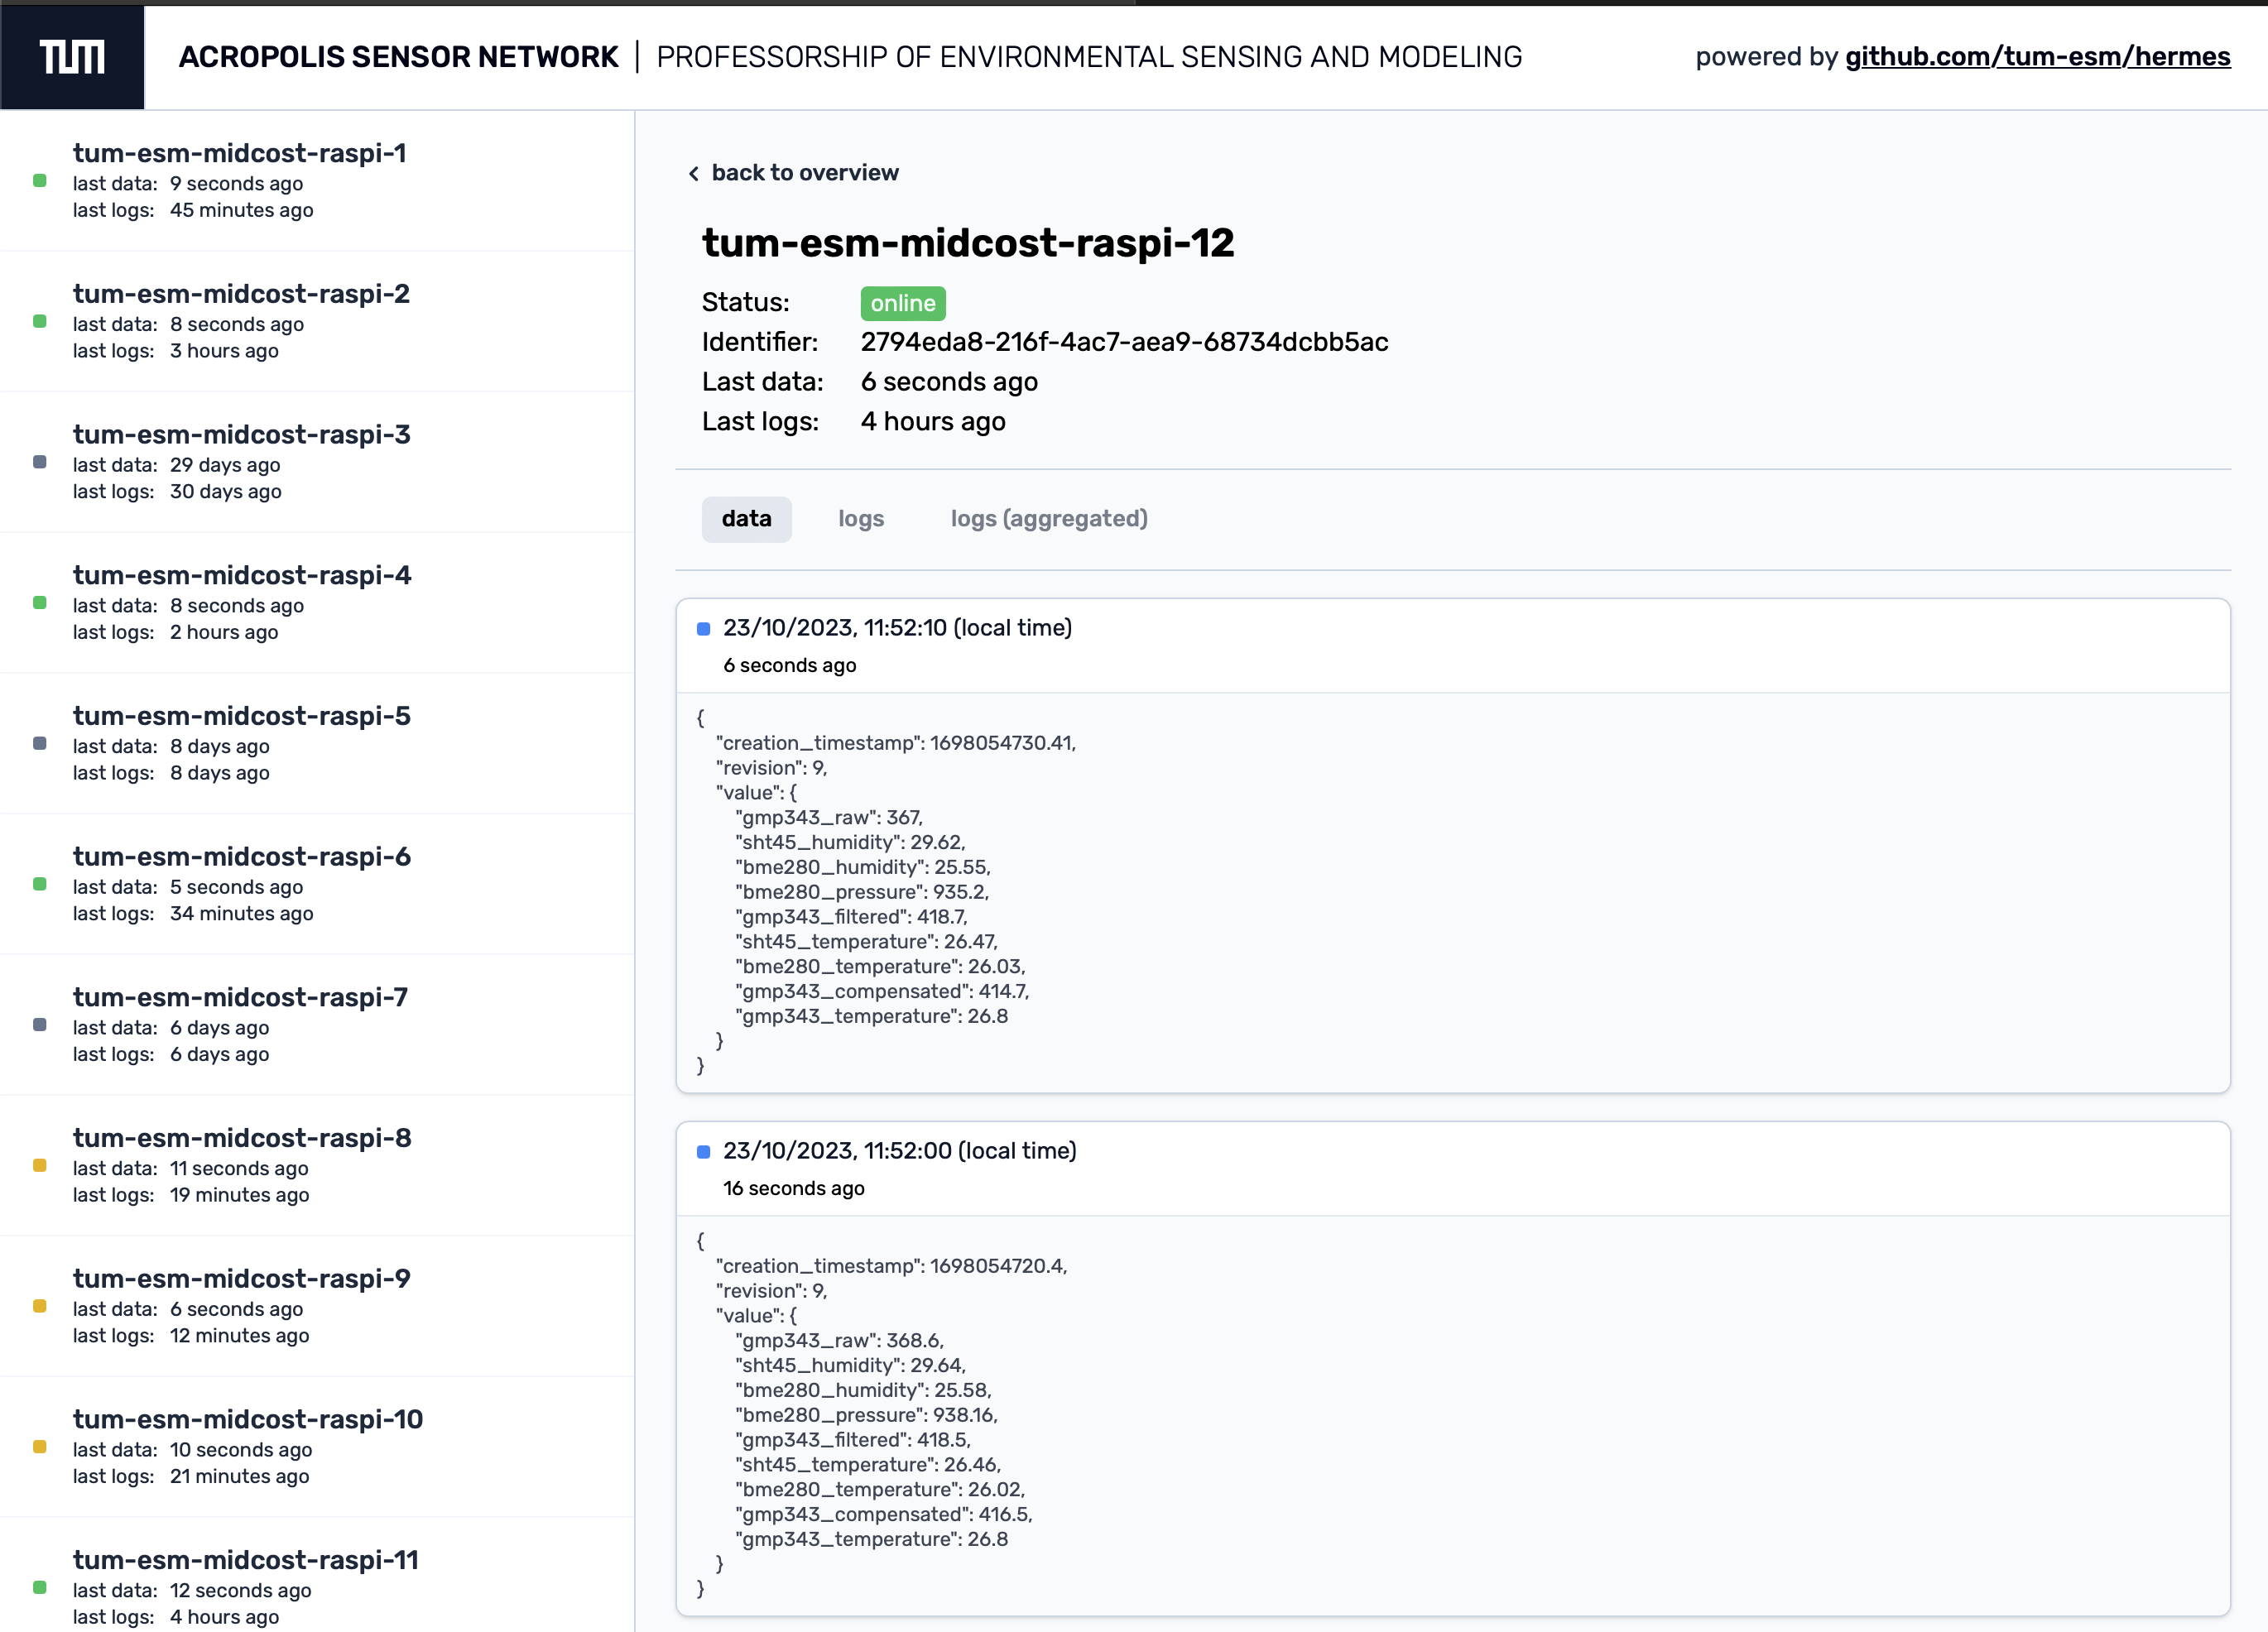 TUM
ACROPOLIS SENSOR NETWORK | PROFESSORSHIP OF ENVIRONMENTAL SENSING AND MODELING
powered by github.com/tum-esm/hermes
tum-esm-midcost-raspi-1
last data: 9 seconds ago
last logs: 45 minutes ago
tum-esm-midcost-raspi-2
last data: 8 seconds ago
last logs: 3 hours ago
tum-esm-midcost-raspi-3
last data: 29 days ago
last logs: 30 days ago
tum-esm-midcost-raspi-4
last data: 8 seconds ago
last logs: 2 hours ago
tum-esm-midcost-raspi-5
last data: 8 days ago
last logs: 8 days ago
tum-esm-midcost-raspi-6
last data: 5 seconds ago
last logs: 34 minutes ago
tum-esm-midcost-raspi-7
last data: 6 days ago
last logs: 6 days ago
tum-esm-midcost-raspi-8
last data: 11 seconds ago
last logs: 19 minutes ago
tum-esm-midcost-raspi-9
last data: 6 seconds ago
last logs: 12 minutes ago
tum-esm-midcost-raspi-10
last data: 10 seconds ago
last logs: 21 minutes ago
tum-esm-midcost-raspi-11
last data: 12 seconds ago
last logs: 4 hours ago
back to overview
tum-esm-midcost-raspi-12
Status: online
Identifier: 2794eda8-216f-4ac7-aea9-68734dcbb5ac
Last data: 6 seconds ago
Last logs: 4 hours ago
data logs logs (aggregated)
23/10/2023, 11:52:10 (local time)
6 seconds ago
{
"creation_timestamp": 1698054730.41,
"revision": 9,
"value": {
"gmp343_raw": 367,
"sht45_humidity": 29.62,
"bme280_humidity": 25.55,
"bme280_pressure": 935.2,
"gmp343_filtered": 418.7,
"sht45_temperature": 26.47,
"bme280_temperature": 26.03,
"gmp343_compensated": 414.7,
"gmp343_temperature": 26.8
}
}
23/10/2023, 11:52:00 (local time)
16 seconds ago
{
"creation_timestamp": 1698054720.4,
"revision": 9,
"value": {
"gmp343_raw": 368.6,
"sht45_humidity": 29.64,
"bme280_humidity": 25.58,
"bme280_pressure": 938.16,
"gmp343_filtered": 418.5,
"sht45_temperature": 26.46,
"bme280_temperature": 26.02,
"gmp343_compensated": 416.5,
"gmp343_temperature": 26.8
}
}